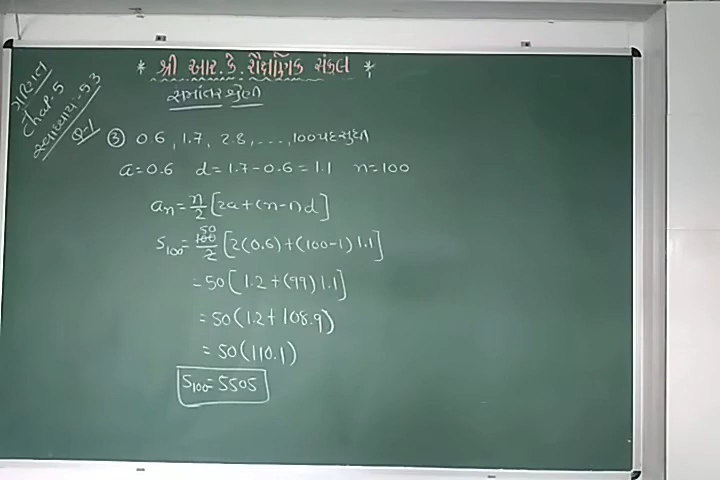 * શ્રી આર. કે. શૈક્ષણિક સંકુલ *
સમાંતર શ્રેણી
ગણિત
Chap-5
સ્વાધ્યાય-5.3
Q-1
③ 0.6, 1.7, 2.8, ...., 100 પદ સુધી
a=0.6 d=1.7-0.6=1.1 n=100
an=n/2[2a+(n-1)d]
S100=100/2 50 [2(0.6)+(100-1)1.1]
=50[1.2+(99)1.1]
=50(1.2+108.9)
=50(110.1)
S100=5505